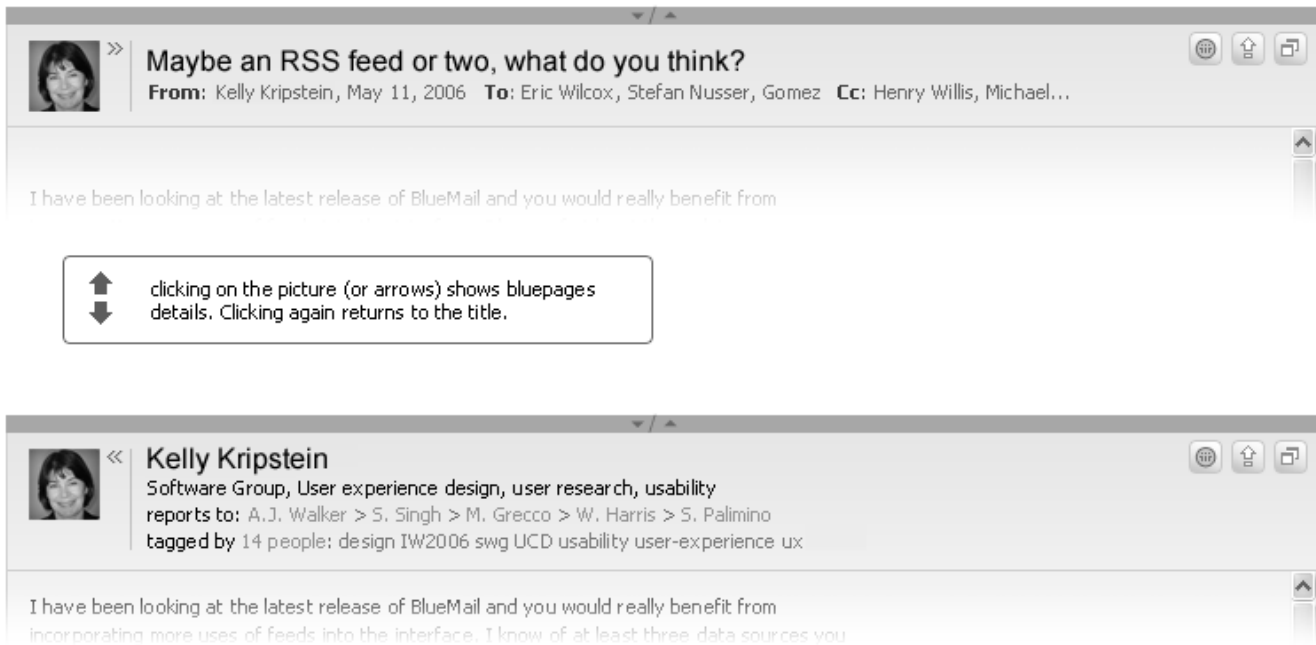 Maybe an RSS feed or two, what do you think?
From: Kelly Kripstein, May 11, 2006 To: Eric Wilcox, Stefan Nusser, Gomez Cc: Henry Willis, Michael...
I have been looking at the latest release of BlueMail and you would really benefit from
clicking on the picture (or arrows) shows bluepages
details. Clicking again returns to the title.
Kelly Kripstein
Software Group, User experience design, user research, usability
reports to: A.J. Walker > S. Singh > M. Grecco > W. Harris > S. Palimino
tagged by 14 people: design IW2006 swg UCD usability user-experience ux
I have been looking at the latest release of BlueMail and you would really benefit from
incorporating more uses of feeds into the interface. I know of at least three data sources you